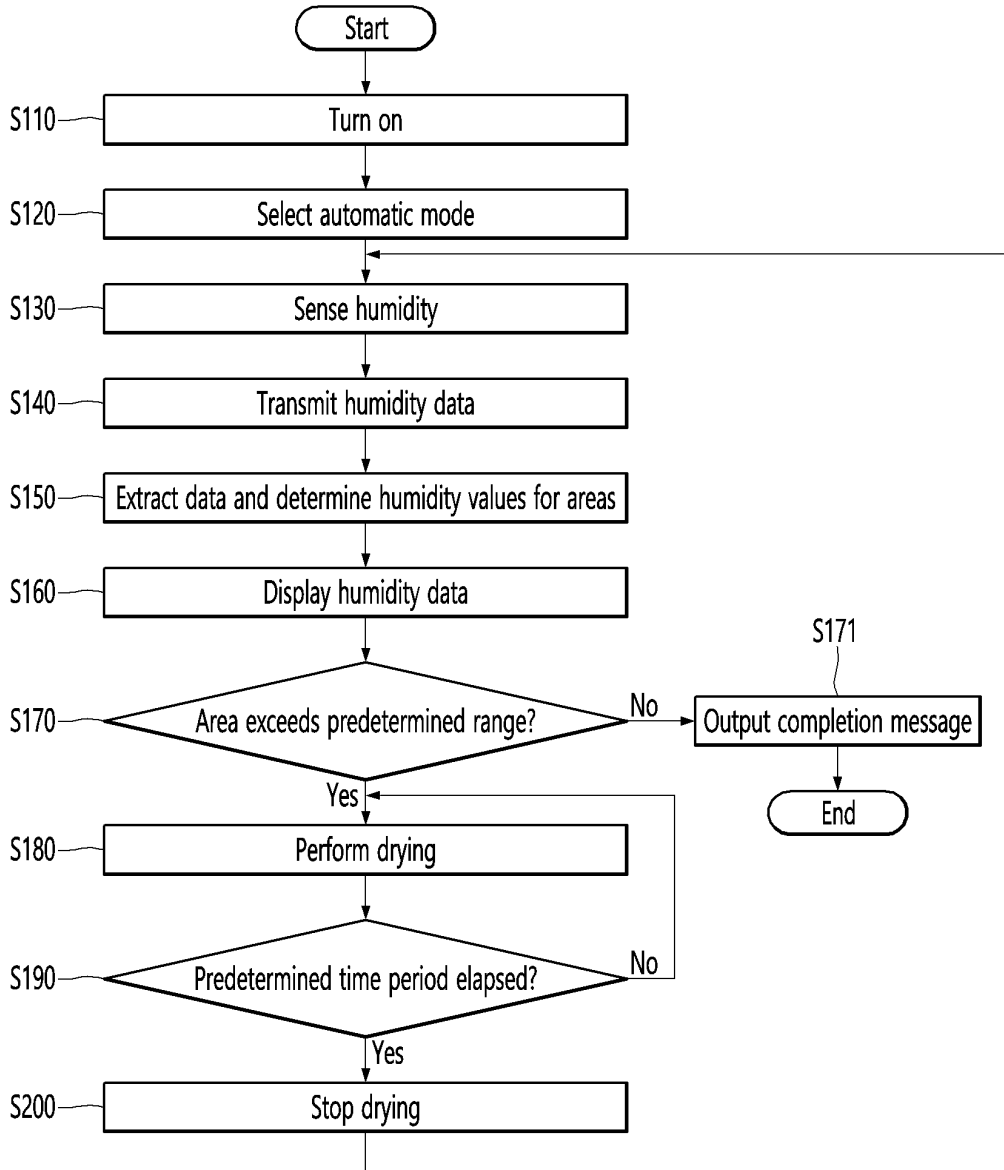 Start
S110
Turn on
S120
Select automatic mode
S130
Sense humidity
S140
Transmit humidity data
S150
Extract data and determine humidity values for areas
S160
Display humidity data
S171
S170
Area exceeds predetermined range?
No
Output completion message
Yes
End
S180
Perform drying
S190
Predetermined time period elapsed?
No
Yes
S200
Stop drying